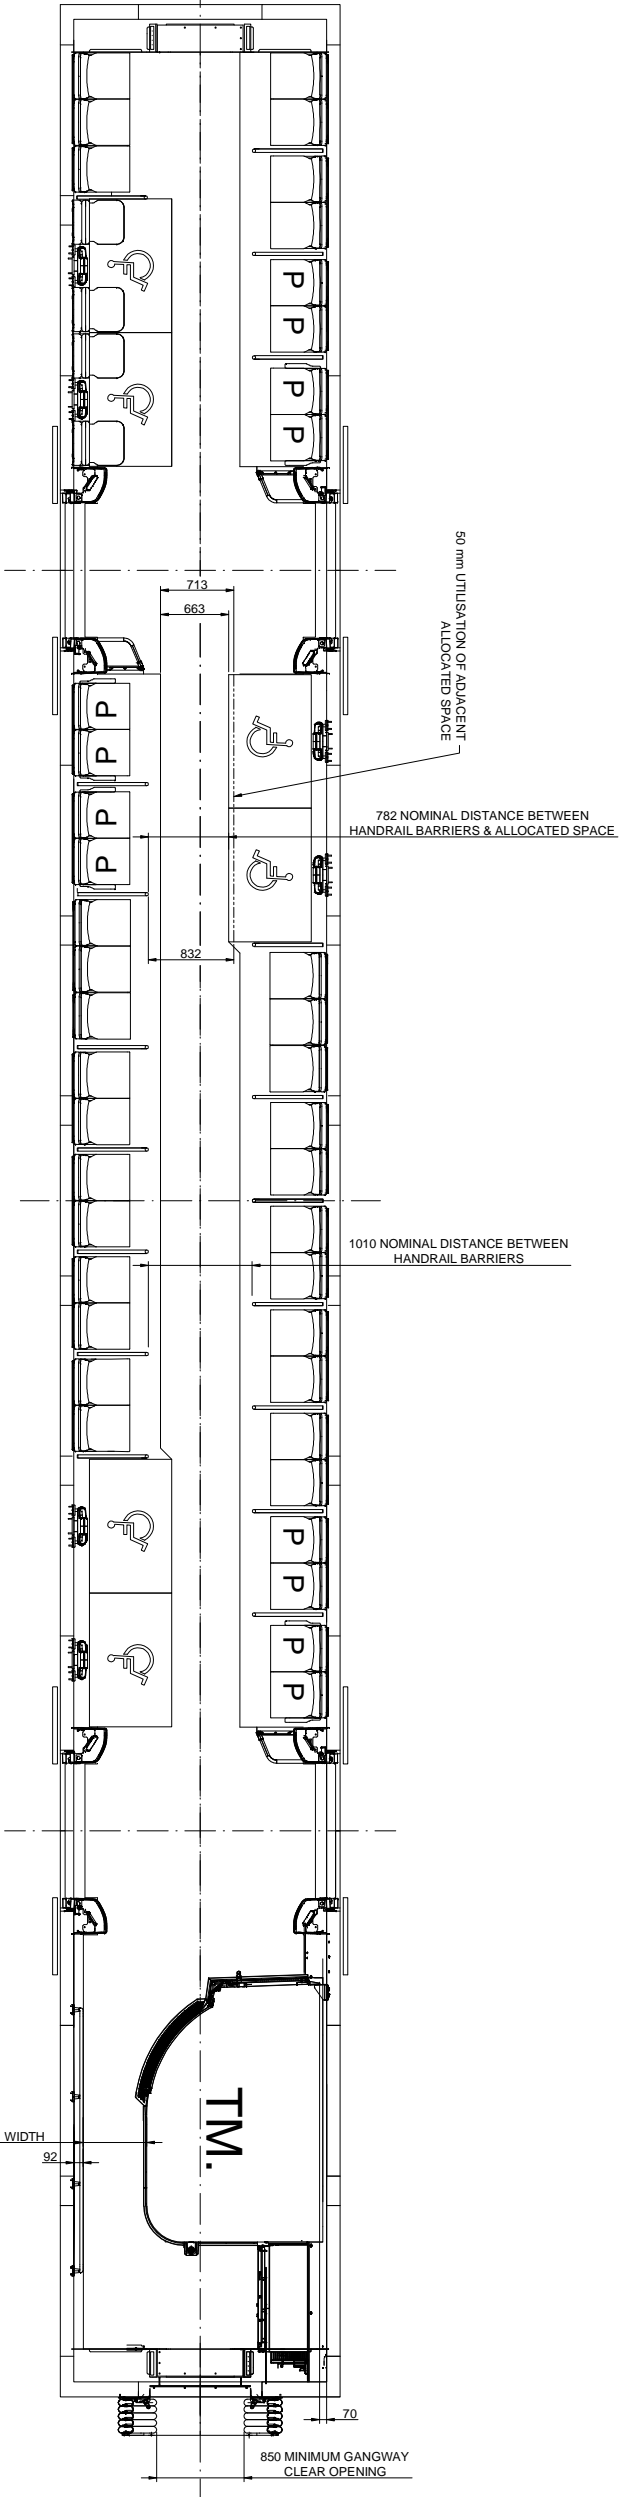 P
P
P
P
713
663
50 mm UTILISATION OF ADJACENT
ALLOCATED SPACE
P
P
P
P
782 NOMINAL DISTANCE BETWEEN
HANDRAIL BARRIERS & ALLOCATED SPACE
832
1010 NOMINAL DISTANCE BETWEEN
HANDRAIL BARRIERS
P
P
P
P
TM.
WIDTH
92
70
850 MINIMUM GANGWAY
CLEAR OPENING